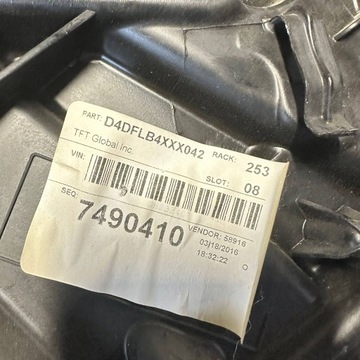 PART: D4DFLB4XXX042
TFT Global inc
RACK: 253
VIN:
SLOT: 08
SEQ: 7490410
VENDOR: 58916
03/18/2016
18:32:22
O